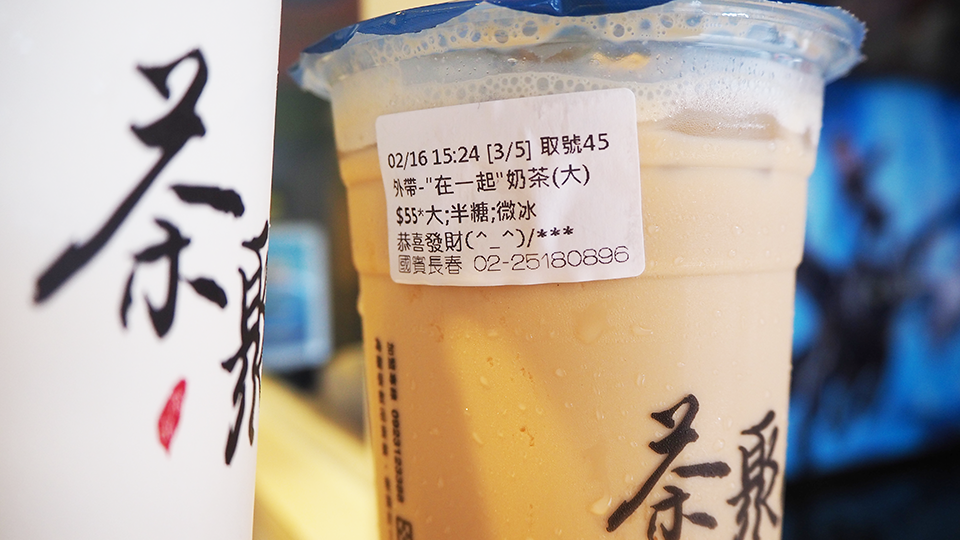 茶聚
02/16 15:24 [3/5] 取號45
外帶-"在一起"奶茶(大)
$55*大;半糖;微冰
恭喜發財(^_^)/***
國賓長春 02-25180896
茶聚